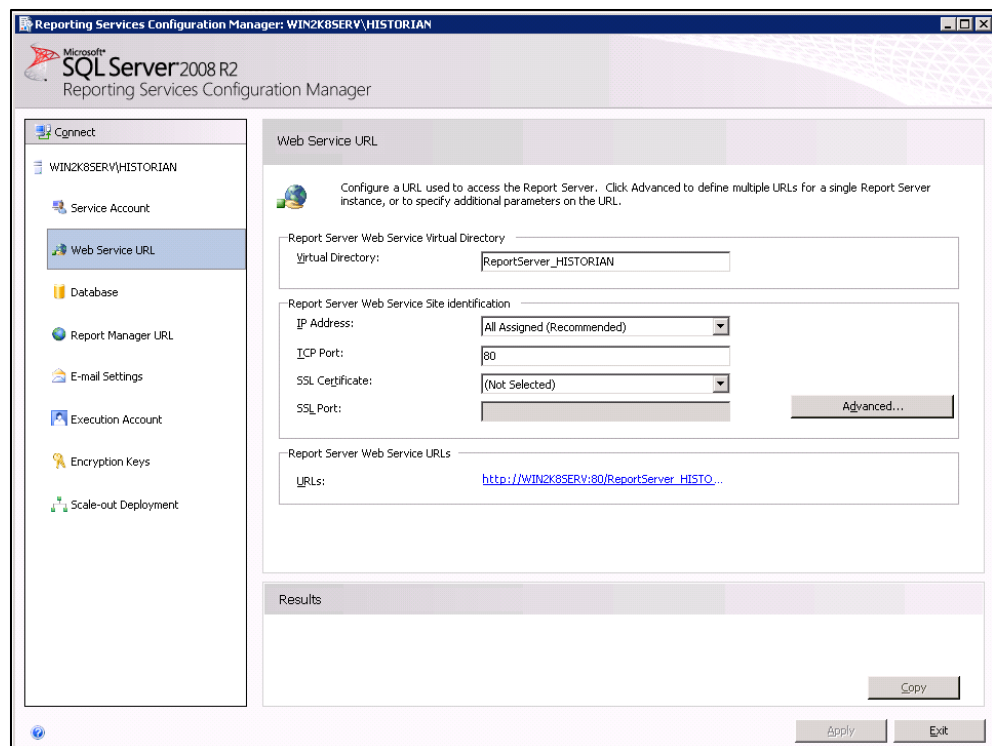 Reporting Services Configuration Manager: WIN2K8SERV\HISTORIAN
Microsoft®
SQL Server 2008 R2
Reporting Services Configuration Manager
Connect
WIN2K8SERV\HISTORIAN
Service Account
Web Service URL
Database
Report Manager URL
E-mail Settings
Execution Account
Encryption Keys
Scale-out Deployment
Web Service URL
Configure a URL used to access the Report Server. Click Advanced to define multiple URLs for a single Report Server
instance, or to specify additional parameters on the URL.
Report Server Web Service Virtual Directory
Virtual Directory: ReportServer_HISTORIAN
Report Server Web Service Site identification
IP Address: All Assigned (Recommended)
TCP Port: 80
SSL Certificate: (Not Selected)
SSL Port:
Advanced...
Report Server Web Service URLs
URLs: http://WIN2K8SERV:80/ReportServer_HISTO...
Results
Copy
Apply Exit